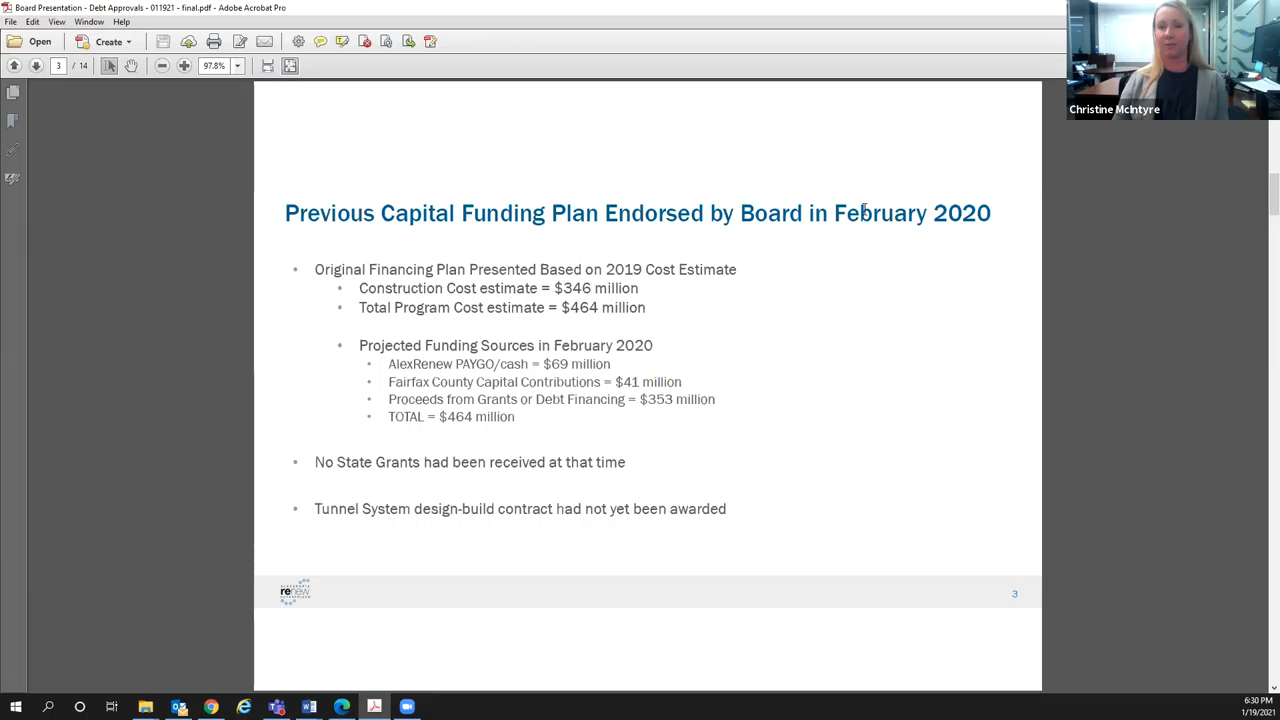 Board Presentation - Debt Approvals - 011921 - final.pdf - Adobe Acrobat Pro
File Edit View Window Help
Open Create
3 / 14 97.8%
Christine McIntyre
Previous Capital Funding Plan Endorsed by Board in February 2020
• Original Financing Plan Presented Based on 2019 Cost Estimate
• Construction Cost estimate = $346 million
• Total Program Cost estimate = $464 million
• Projected Funding Sources in February 2020
• AlexRenew PAYGO/cash = $69 million
• Fairfax County Capital Contributions = $41 million
• Proceeds from Grants or Debt Financing = $353 million
• TOTAL = $464 million
• No State Grants had been received at that time
• Tunnel System design-build contract had not yet been awarded
ALEXANDRIA
renew
ENTERPRISES
3
6:30 PM
1/19/2021